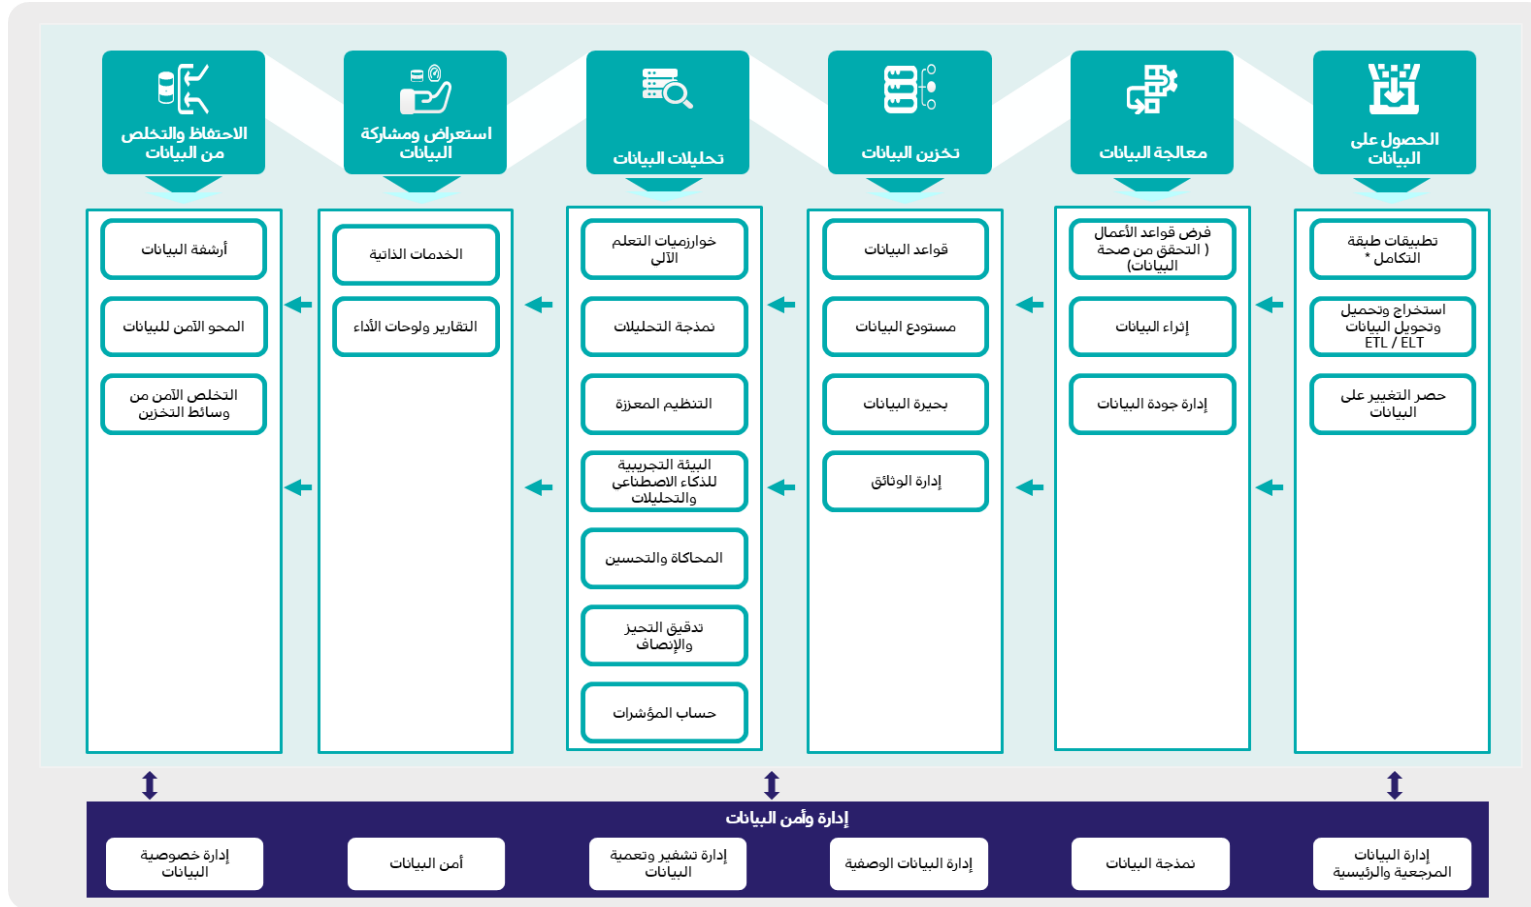 الحصول على
البيانات
معالجة البيانات
تخزين البيانات
تحليلات البيانات
استعراض ومشاركة
البيانات
الاحتفاظ والتخلص
من البيانات
تطبيقات طبقة
التكامل *
استخراج وتحميل
وتحويل البيانات
ETL / ELT
حصر التغيير على
البيانات
فرض قواعد الأعمال
( التحقق من صحة
البيانات)
إثراء البيانات
إدارة جودة البيانات
قواعد البيانات
مستودع البيانات
بحيرة البيانات
إدارة الوثائق
خوارزميات التعلم
الآلي
نمذجة التحليلات
التنظيم المعززة
البيئة التجريبية
للذكاء الاصطناعي
والتحليلات
المحاكاة والتحسين
تدقيق التحيز
والإنصاف
حساب المؤشرات
الخدمات الذاتية
التقارير ولوحات الأداء
أرشفة البيانات
المحو الآمن للبيانات
التخلص الآمن من
وسائط التخزين
إدارة وأمن البيانات
إدارة البيانات
المرجعية والرئيسية
نمذجة البيانات
إدارة البيانات الوصفية
إدارة تشفير وتعمية
البيانات
أمن البيانات
إدارة خصوصية
البيانات